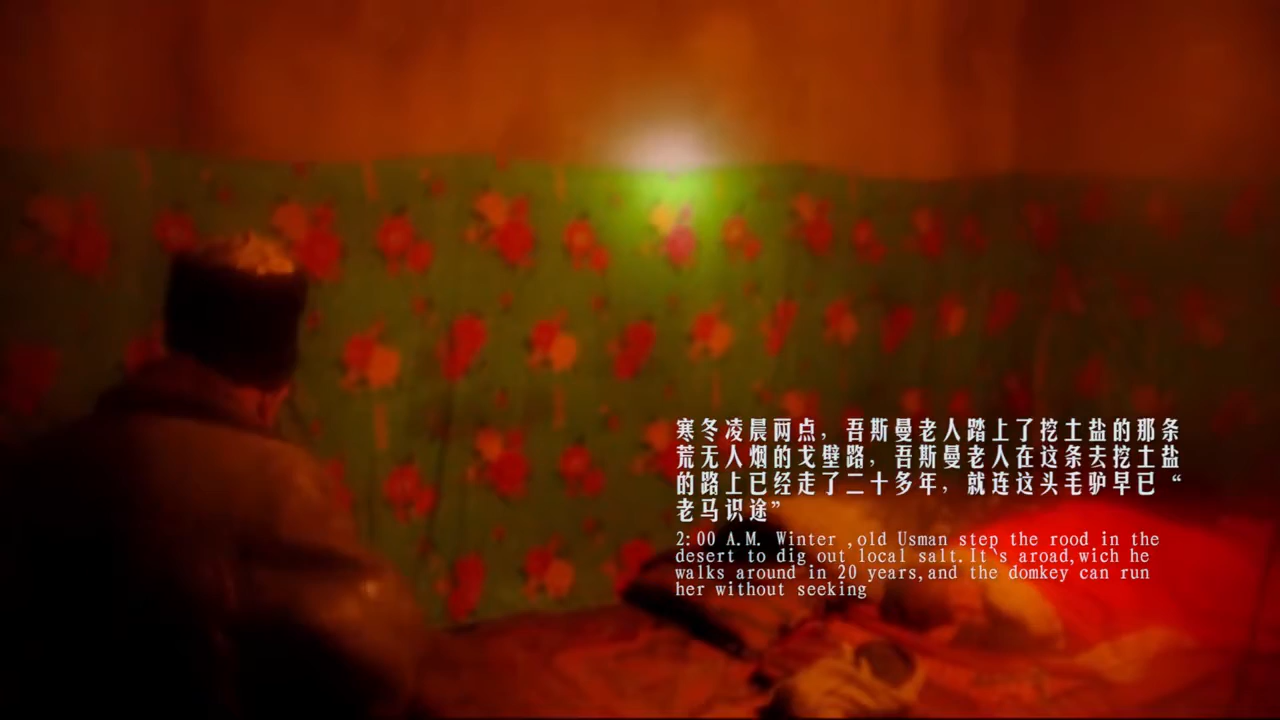 寒冬凌晨两点，吾斯曼老人踏上了挖土盐的那条
荒无人烟的戈壁路，吾斯曼老人在这条去挖土盐
的路上已经走了二十多年，就连这头毛驴早已“
老马识途”
2:00 A.M. Winter ,old Usman step the rood in the
desert to dig out local salt.It`s aroad,wich he
walks around in 20 years,and the domkey can run
her without seeking